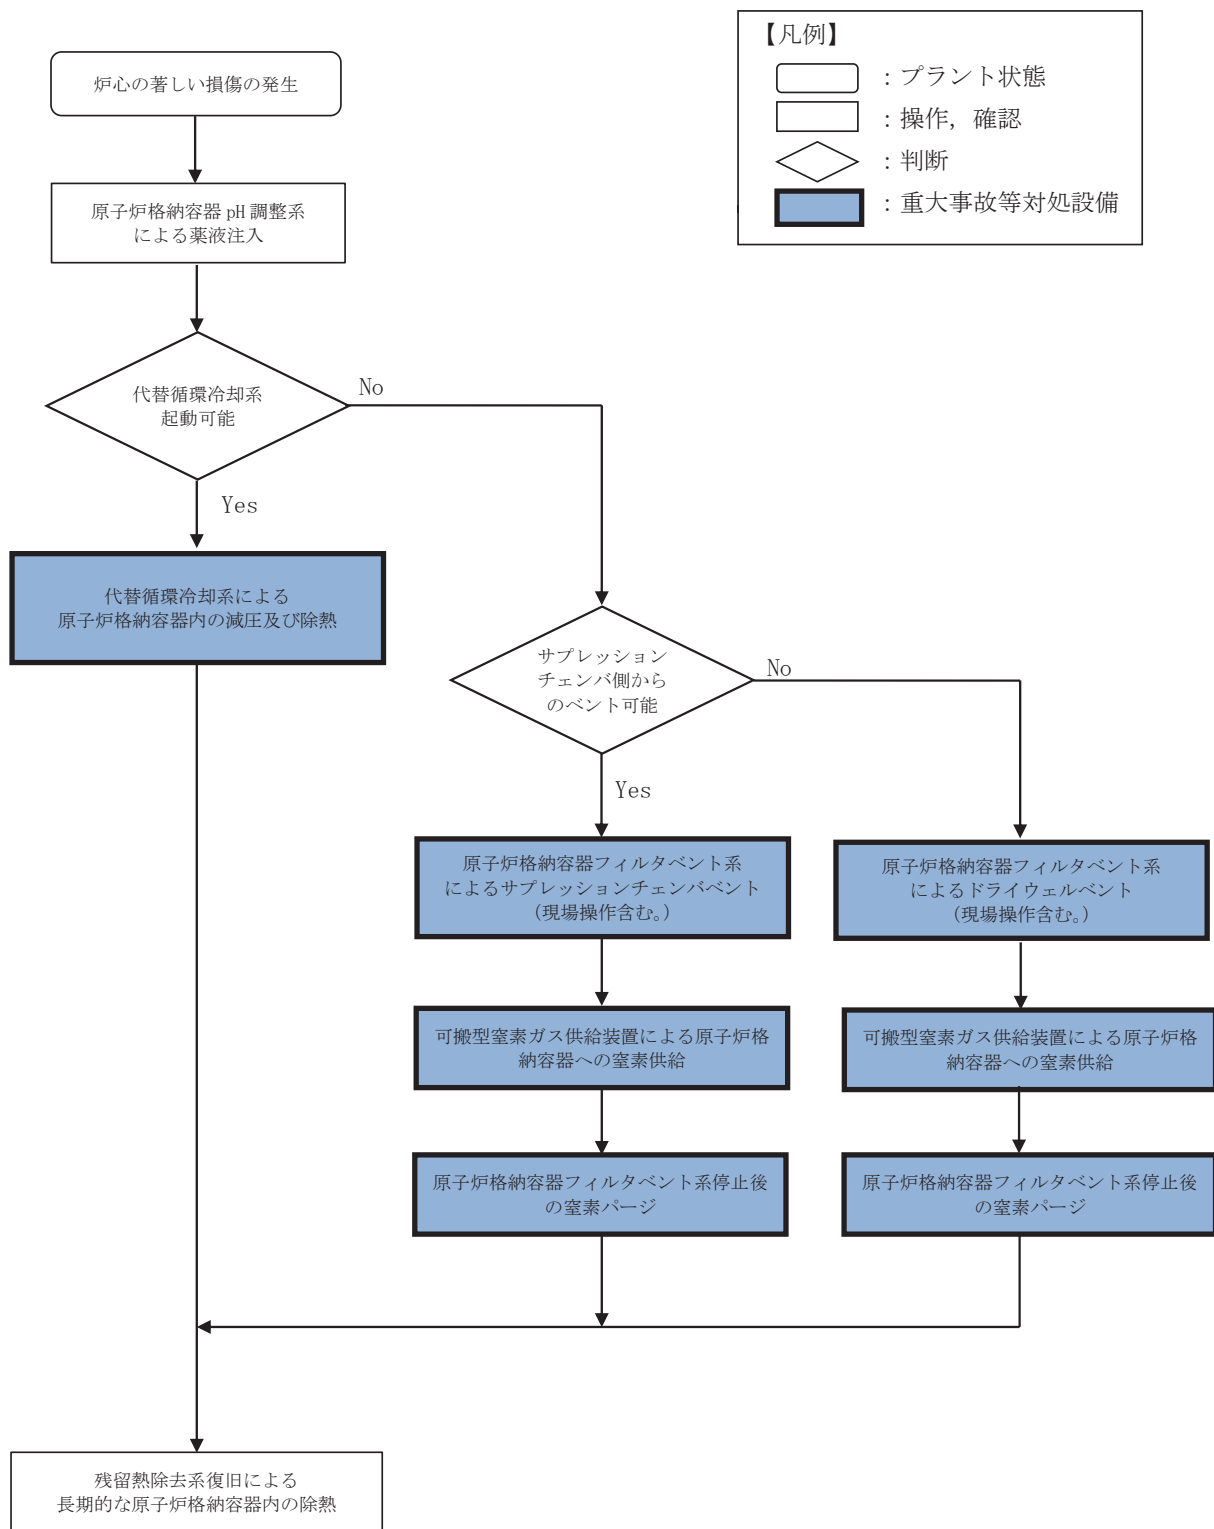 【凡例】
：プラント状態
：操作，確認
：判断
：重大事故等対処設備
炉心の著しい損傷の発生
原子炉格納容器 pH 調整系
による薬液注入
代替循環冷却系
起動可能
No
Yes
代替循環冷却系による
原子炉格納容器内の減圧及び除熱
サプレッション
チェンバ側から
のベント可能
No
Yes
原子炉格納容器フィルタベント系
によるサプレッションチェンバベント
（現場操作含む。）
原子炉格納容器フィルタベント系
によるドライウェルベント
（現場操作含む。）
可搬型窒素ガス供給装置による原子炉格
納容器への窒素供給
可搬型窒素ガス供給装置による原子炉格
納容器への窒素供給
原子炉格納容器フィルタベント系停止後
の窒素パージ
原子炉格納容器フィルタベント系停止後
の窒素パージ
残留熱除去系復旧による
長期的な原子炉格納容器内の除熱